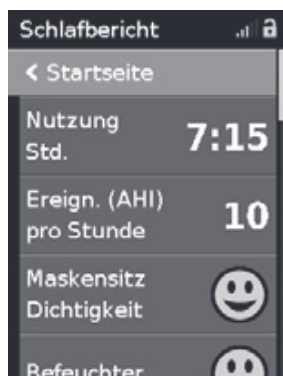 Schlafbericht
< Startseite
Nutzung
Std.
7:15
Ereign. (AHI)
pro Stunde
10
Maskensitz
Dichtigkeit
Befeuchter